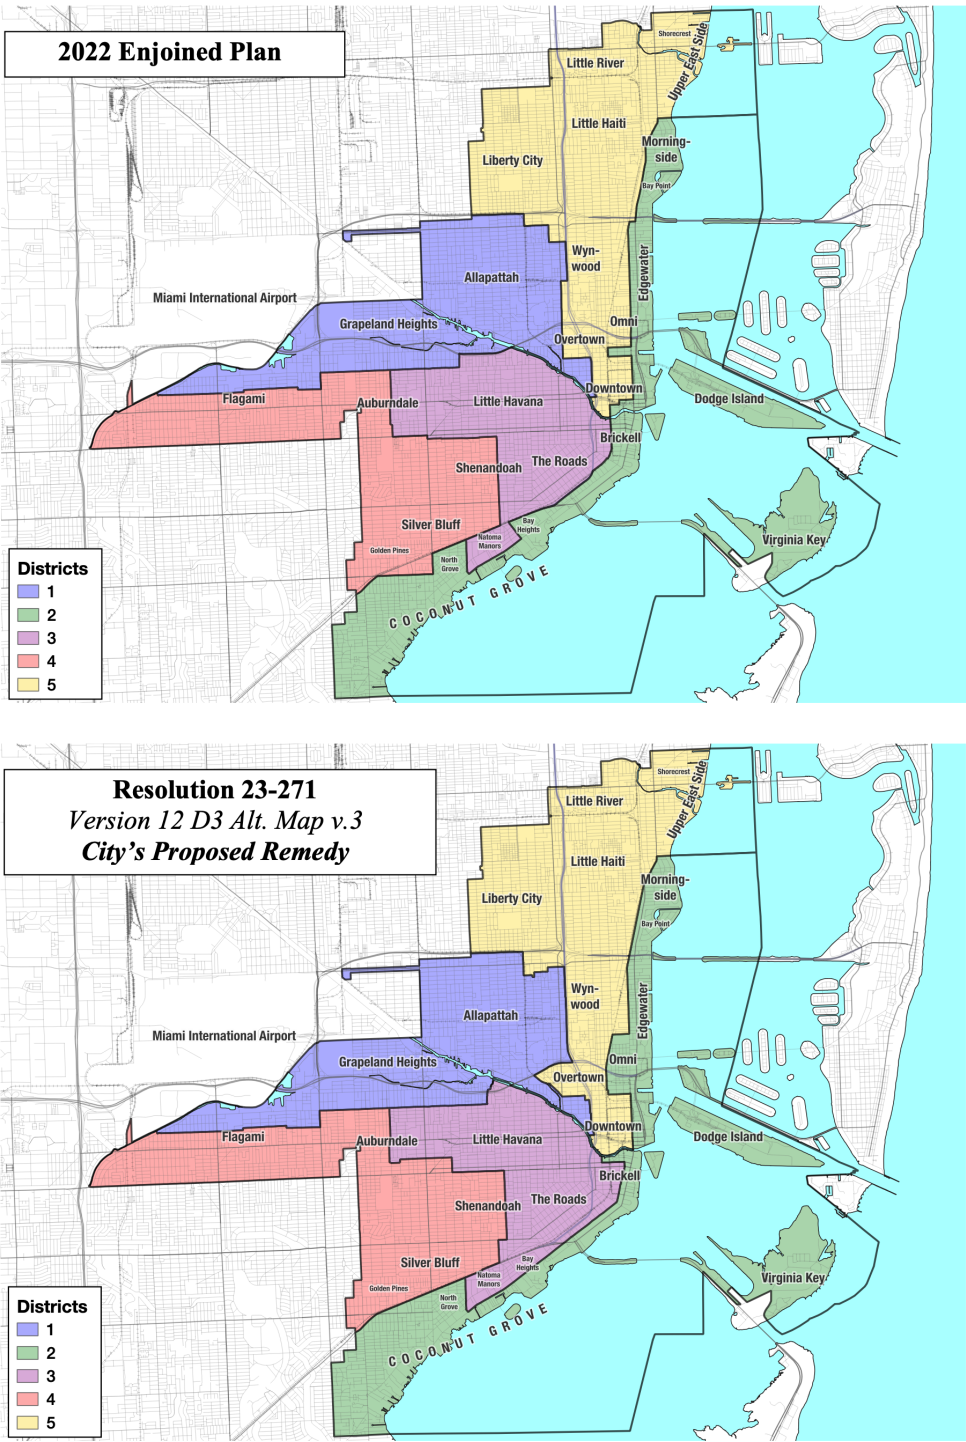 2022 Enjoined Plan
Shorecrest
Upper East Side
Little River
Little Haiti
Morning-
side
Liberty City
Bay Point
Wyn-
wood
Edgewater
Allapattah
Miami International Airport
Grapeland Heights
Omni
Overtown
Downtown
Flagami
Auburndale
Little Havana
Dodge Island
Brickell
The Roads
Shenandoah
Silver Bluff
Bay
Heights
Natoma
Manors
Virginia Key
Golden Pines
North
Grove
COCONUT GROVE
Districts
1
2
3
4
5
Resolution 23-271
Version 12 D3 Alt. Map v.3
City's Proposed Remedy
Shorecrest
Upper East Side
Little River
Little Haiti
Morning-
side
Liberty City
Bay Point
Wyn-
wood
Edgewater
Allapattah
Miami International Airport
Grapeland Heights
Omni
Overtown
Downtown
Flagami
Auburndale
Little Havana
Dodge Island
Brickell
The Roads
Shenandoah
Silver Bluff
Bay
Heights
Natoma
Manors
Virginia Key
Golden Pines
North
Grove
COCONUT GROVE
Districts
1
2
3
4
5